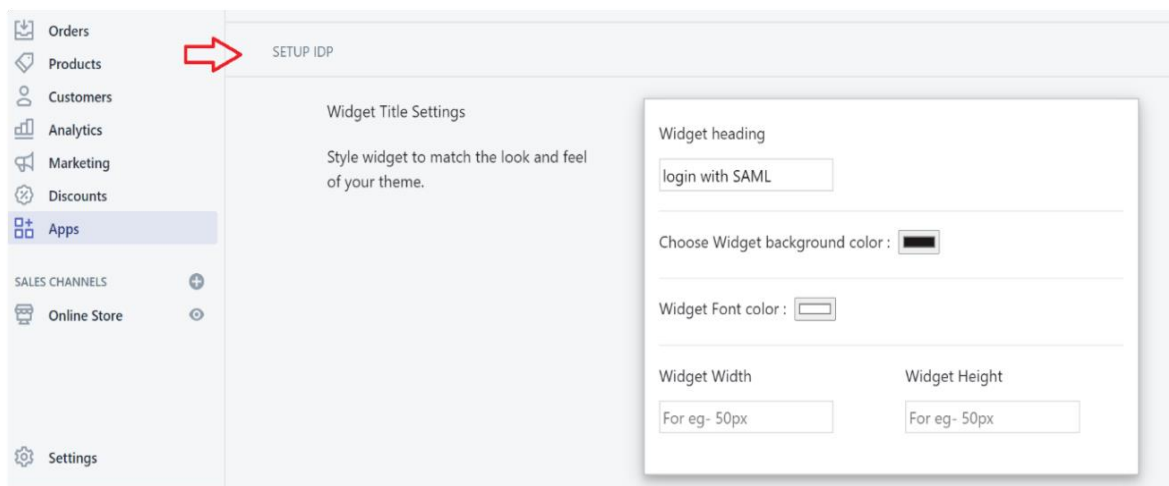 Orders
Products
Customers
Analytics
Marketing
Discounts
Apps
SALES CHANNELS
Online Store
Settings
SETUP IDP
Widget Title Settings
Style widget to match the look and feel
of your theme.
Widget heading
login with SAML
Choose Widget background color :
Widget Font color :
Widget Width
For eg- 50px
Widget Height
For eg- 50px